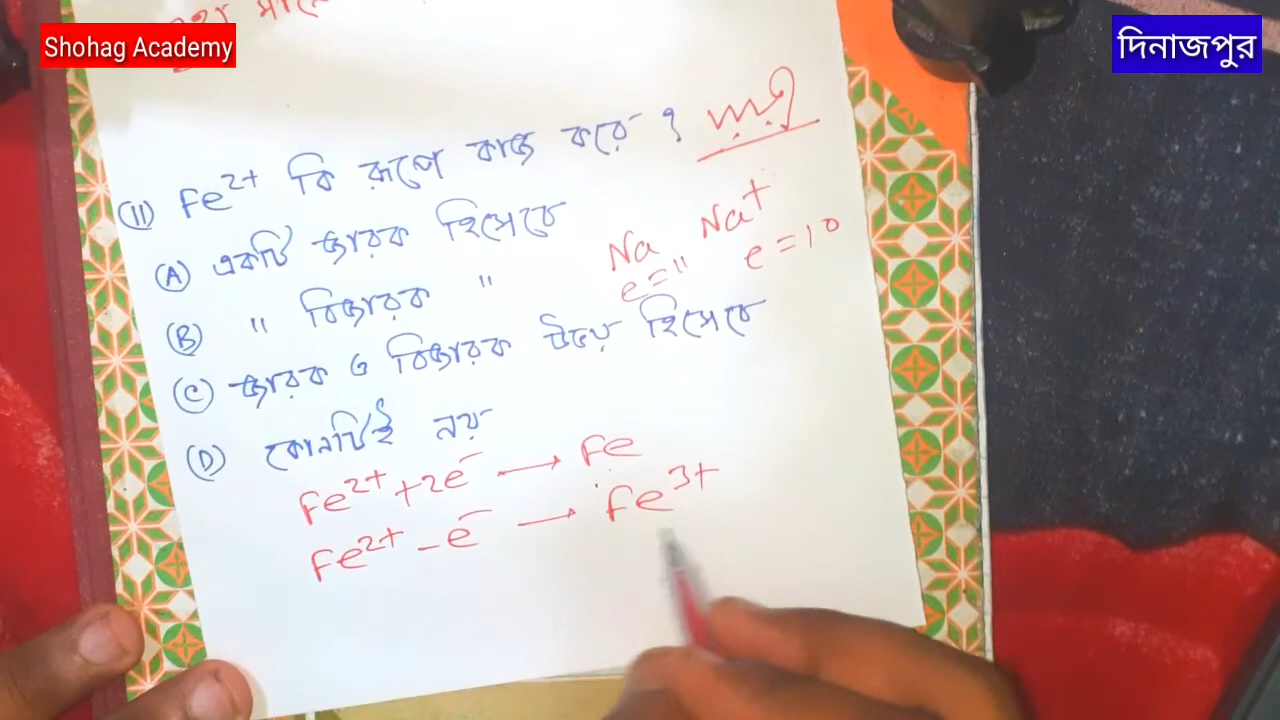 Shohag Academy
দিনাজপুর
(11) Fe²⁺ কি রূপে কাজ করে ?
(A) একটি জারক হিসেবে
(B) " বিজারক "
Na Na⁺
e = 11 e = 10
(C) জারক ও বিজারক উভয় হিসেবে
(D) কোনটিই নয়
Fe²⁺ + 2e⁻ → Fe
Fe²⁺ - e⁻ → Fe³⁺